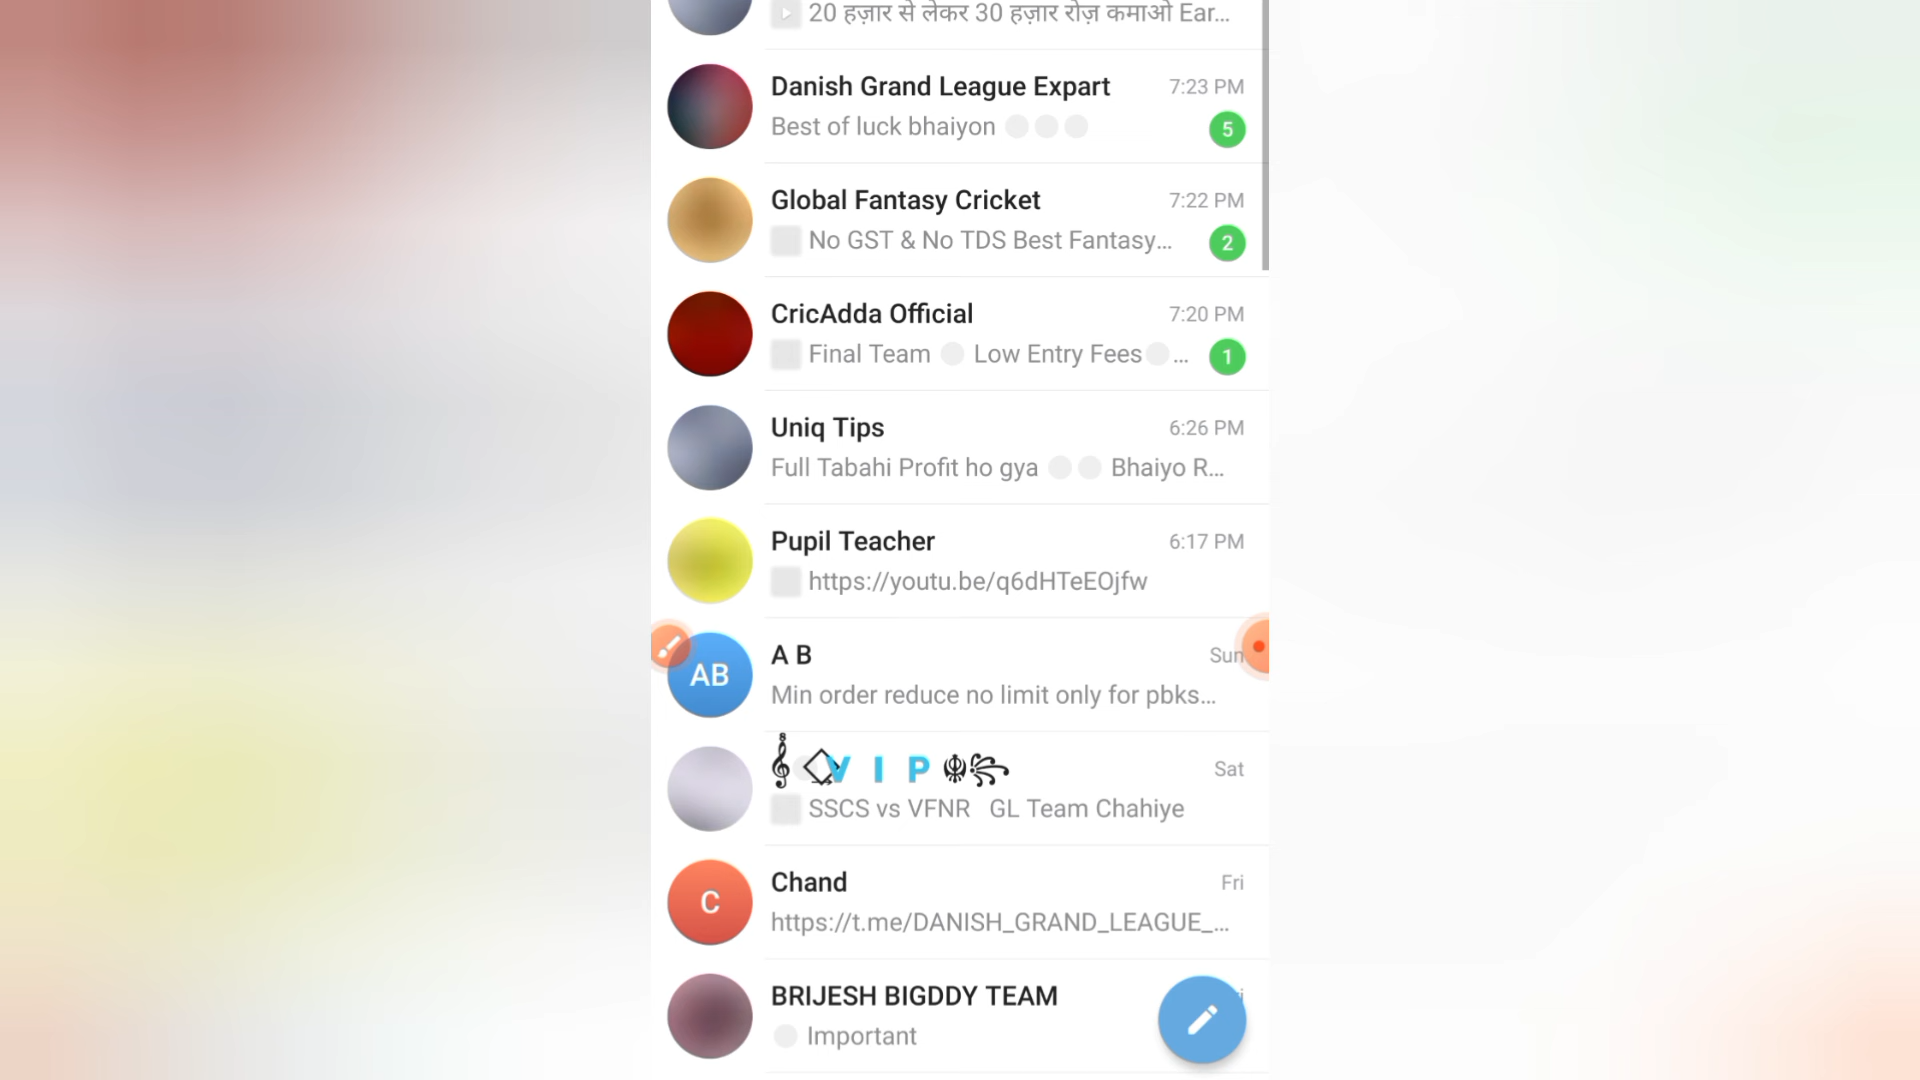 20 हज़ार से लेकर 30 हज़ार रोज़ कमाओ Ear...
Danish Grand League Expart 7:23 PM
Best of luck bhaiyon 5
Global Fantasy Cricket 7:22 PM
No GST & No TDS Best Fantasy... 2
CricAdda Official 7:20 PM
Final Team Low Entry Fees... 1
Uniq Tips 6:26 PM
Full Tabahi Profit ho gya Bhaiyo R...
Pupil Teacher 6:17 PM
https://youtu.be/q6dHTeEOjfw
AB
A B Sun
Min order reduce no limit only for pbks...
V I P Sat
SSCS vs VFNR GL Team Chahiye
C
Chand Fri
https://t.me/DANISH_GRAND_LEAGUE_...
BRIJESH BIGDDY TEAM
Important